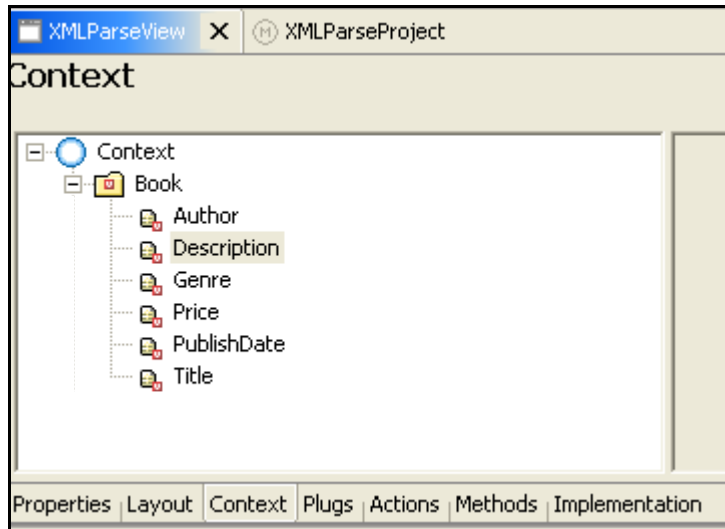 XMLParseView XMLParseProject
Context
Context
Book
Author
Description
Genre
Price
PublishDate
Title
Properties Layout Context Plugs Actions Methods Implementation